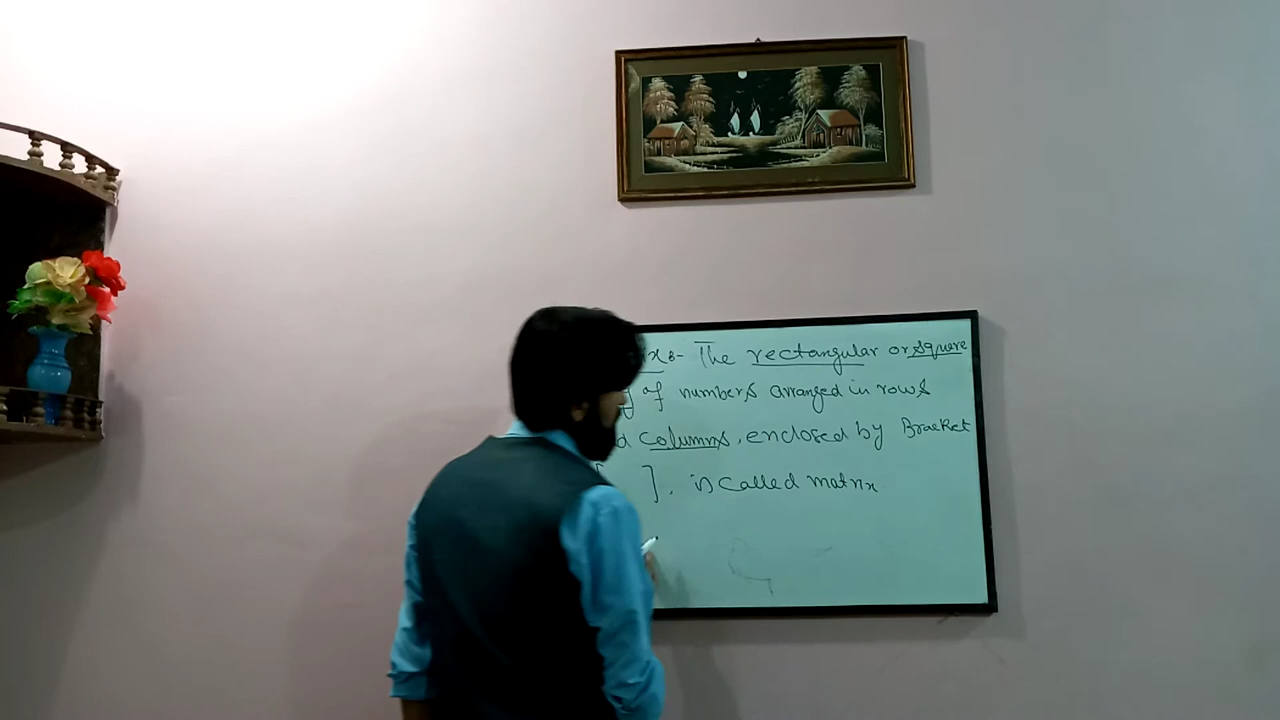 x :- The rectangular or square
of numbers arranged in rows
columns, enclosed by Bracket
]. is called matrix